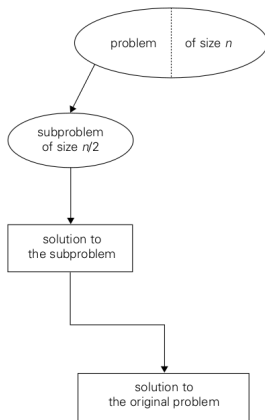 problem of size n
subproblem
of size n/2
solution to
the subproblem
solution to
the original problem